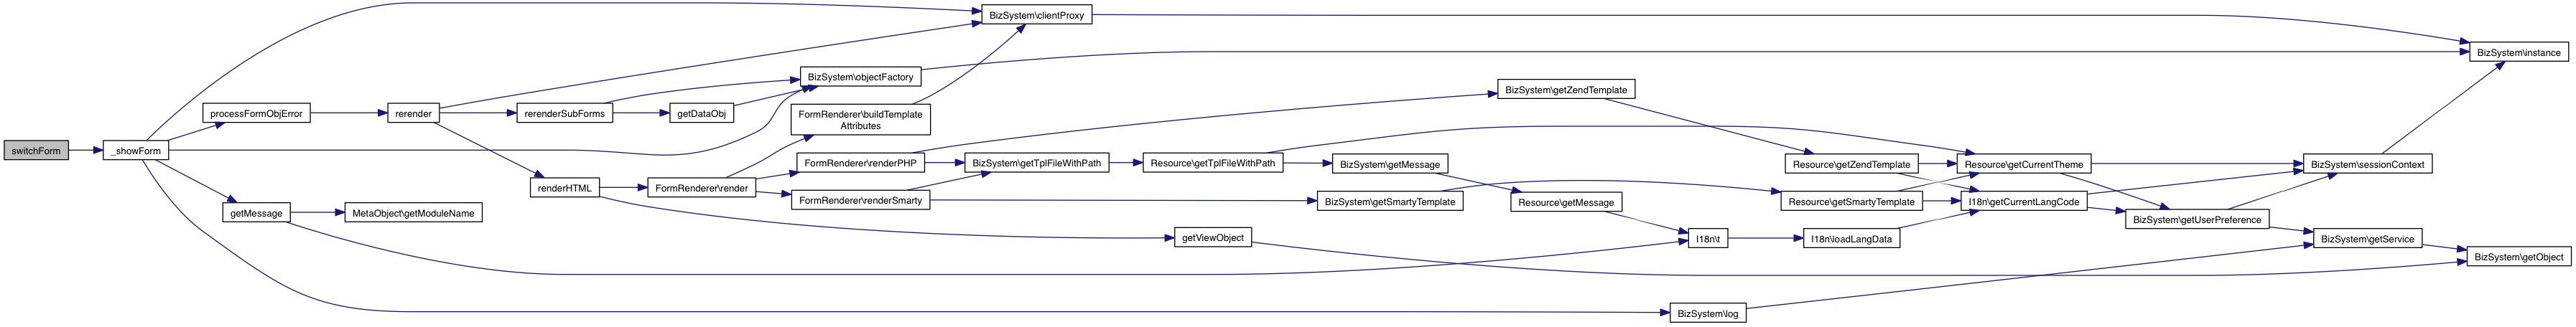 switchForm
_showForm
processFormObjError
getMessage
rerender
MetaObject\getModuleName
rerenderSubForms
renderHTML
getDataObj
FormRenderer\render
BizSystem\objectFactory
FormRenderer\buildTemplate
Attributes
FormRenderer\renderPHP
FormRenderer\renderSmarty
BizSystem\clientProxy
BizSystem\getTplFileWithPath
Resource\getTplFileWithPath
getViewObject
BizSystem\getMessage
BizSystem\getSmartyTemplate
BizSystem\getZendTemplate
Resource\getMessage
I18n\t
BizSystem\log
Resource\getZendTemplate
Resource\getSmartyTemplate
I18n\loadLangData
Resource\getCurrentTheme
I18n\getCurrentLangCode
BizSystem\getUserPreference
BizSystem\sessionContext
BizSystem\getService
BizSystem\instance
BizSystem\getObject